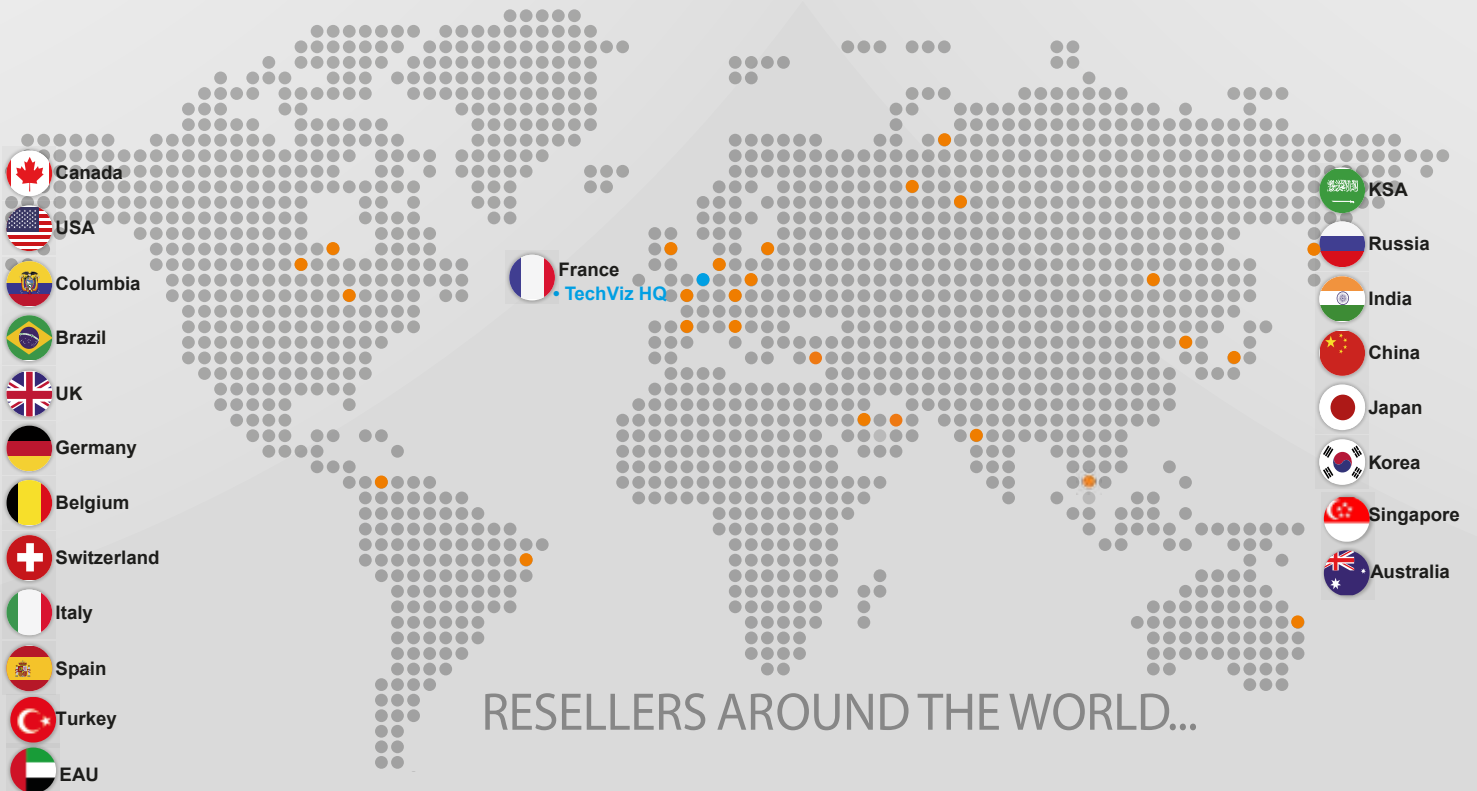 Canada
USA
Columbia
Brazil
UK
Germany
Belgium
Switzerland
Italy
Spain
Turkey
EAU
France
• TechViz HQ
KSA
Russia
India
China
Japan
Korea
Singapore
Australia
RESELLERS AROUND THE WORLD...